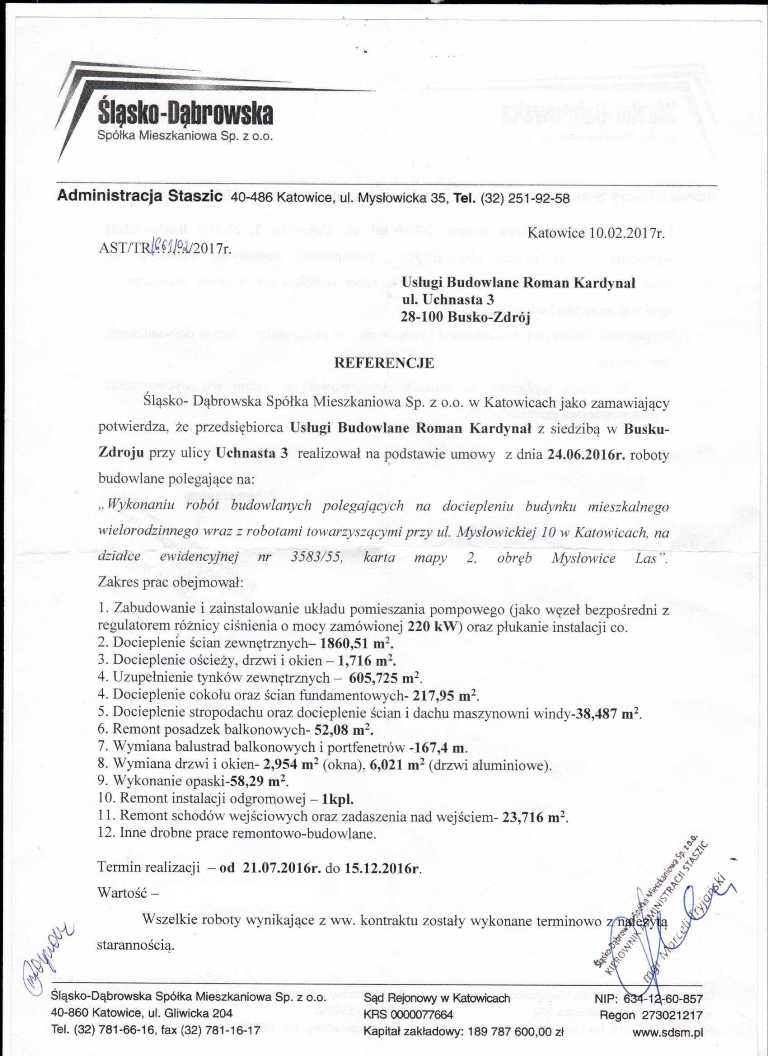 Śląsko-Dąbrowska
Spółka Mieszkaniowa Sp. z o.o.
Administracja Staszic 40-486 Katowice, ul. Mysłowicka 35, Tel. (32) 251-92-58
Katowice 10.02.2017r.
AST/TR/661/02/2017r.
Usługi Budowlane Roman Kardynał
ul. Uchnasta 3
28-100 Busko-Zdrój
REFERENCJE
Śląsko- Dąbrowska Spółka Mieszkaniowa Sp. z o.o. w Katowicach jako zamawiający
potwierdza, że przedsiębiorca Usługi Budowlane Roman Kardynał z siedzibą w Busku-
Zdroju przy ulicy Uchnasta 3 realizował na podstawie umowy z dnia 24.06.2016r. roboty
budowlane polegające na:
„Wykonaniu robót budowlanych polegających na dociepleniu budynku mieszkalnego
wielorodzinnego wraz z robotami towarzyszącymi przy ul. Mysłowickiej 10 w Katowicach, na
działce ewidencyjnej nr 3583/55, karta mapy 2, obręb Mysłowice Las”.
Zakres prac obejmował:
1. Zabudowanie i zainstalowanie układu pomieszania pompowego (jako węzeł bezpośredni z
regulatorem różnicy ciśnienia o mocy zamówionej 220 kW) oraz płukanie instalacji co.
2. Docieplenie ścian zewnętrznych– 1860,51 m².
3. Docieplenie ościeży, drzwi i okien – 1,716 m².
4. Uzupełnienie tynków zewnętrznych – 605,725 m².
4. Docieplenie cokołu oraz ścian fundamentowych- 217,95 m².
5. Docieplenie stropodachu oraz docieplenie ścian i dachu maszynowni windy-38,487 m².
6. Remont posadzek balkonowych- 52,08 m².
7. Wymiana balustrad balkonowych i portfenetrów -167,4 m.
8. Wymiana drzwi i okien- 2,954 m² (okna), 6,021 m² (drzwi aluminiowe).
9. Wykonanie opaski-58,29 m².
10. Remont instalacji odgromowej – 1kpl.
11. Remont schodów wejściowych oraz zadaszenia nad wejściem- 23,716 m².
12. Inne drobne prace remontowo-budowlane.
Termin realizacji – od 21.07.2016r. do 15.12.2016r.
Wartość –
Wszelkie roboty wynikające z ww. kontraktu zostały wykonane terminowo z należytą
starannością.
Śląsko-Dąbrowska Spółka Mieszkaniowa Sp. z o.o.
KIEROWNIK ADMINISTRACJI STASZIC
mgr Marceli
Śląsko-Dąbrowska Spółka Mieszkaniowa Sp. z o.o.
40-860 Katowice, ul. Gliwicka 204
Tel. (32) 781-66-16, fax (32) 781-16-17
Sąd Rejonowy w Katowicach
KRS 0000077664
Kapitał zakładowy: 189 787 600,00 zł
NIP: 634-12-60-857
Regon 273021217
www.sdsm.pl